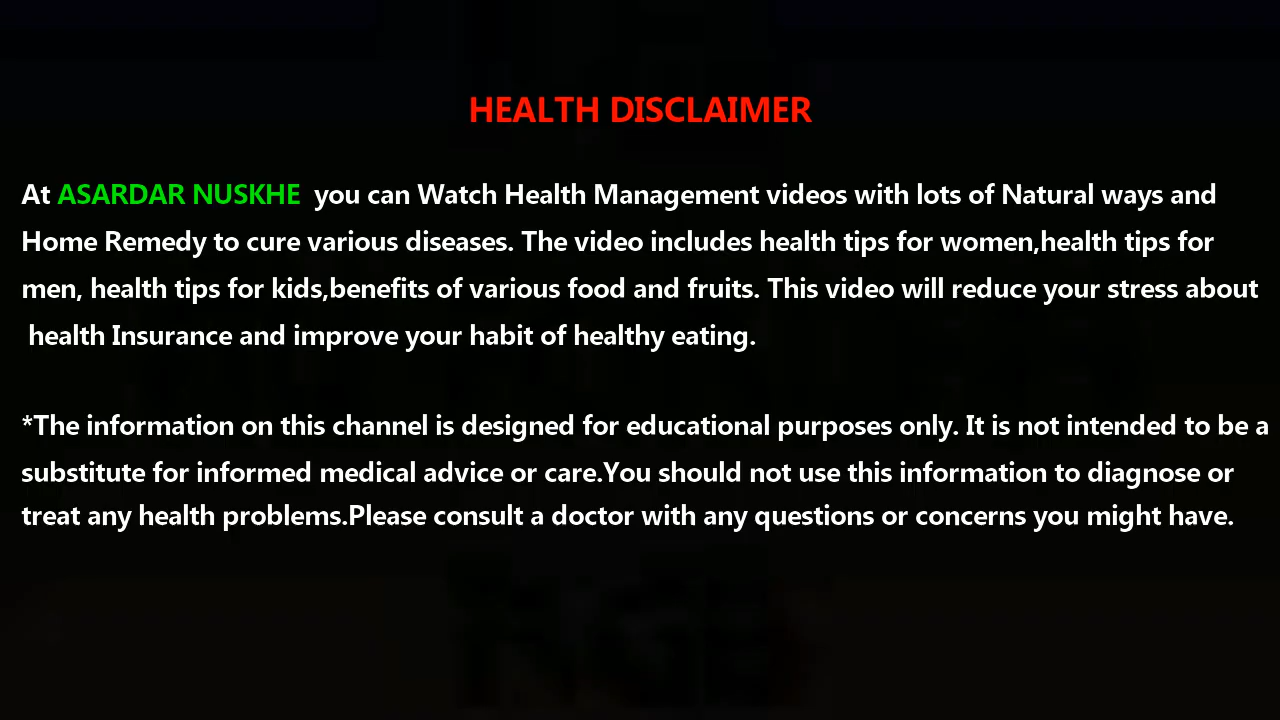 HEALTH DISCLAIMER
At ASARDAR NUSKHE you can Watch Health Management videos with lots of Natural ways and
Home Remedy to cure various diseases. The video includes health tips for women,health tips for
men, health tips for kids,benefits of various food and fruits. This video will reduce your stress about
health Insurance and improve your habit of healthy eating.
*The information on this channel is designed for educational purposes only. It is not intended to be a
substitute for informed medical advice or care.You should not use this information to diagnose or
treat any health problems.Please consult a doctor with any questions or concerns you might have.